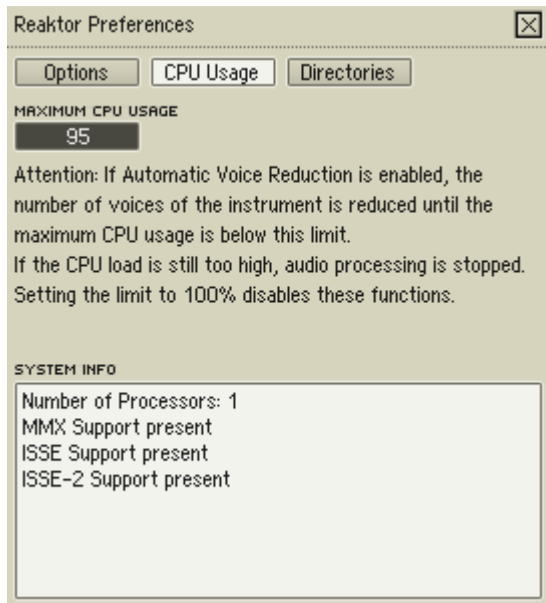 Reaktor Preferences
Options CPU Usage Directories
MAXIMUM CPU USAGE
95
Attention: If Automatic Voice Reduction is enabled, the
number of voices of the instrument is reduced until the
maximum CPU usage is below this limit.
If the CPU load is still too high, audio processing is stopped.
Setting the limit to 100% disables these functions.
SYSTEM INFO
Number of Processors: 1
MMX Support present
ISSE Support present
ISSE-2 Support present